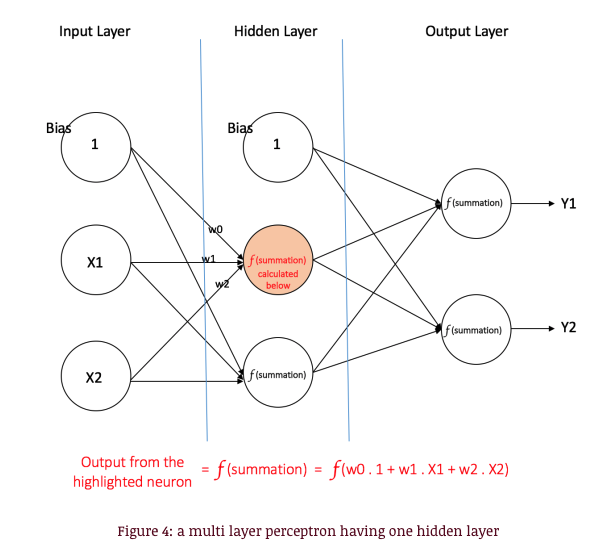 Input Layer
Hidden Layer
Output Layer
Bias
1
Bias
1
f(summation)
Y1
w0
X1
w1
f(summation)
calculated
below
w2
f(summation)
Y2
X2
f(summation)
Output from the
highlighted neuron
= f(summation) = f(w0 . 1 + w1 . X1 + w2 . X2)
Figure 4: a multi layer perceptron having one hidden layer